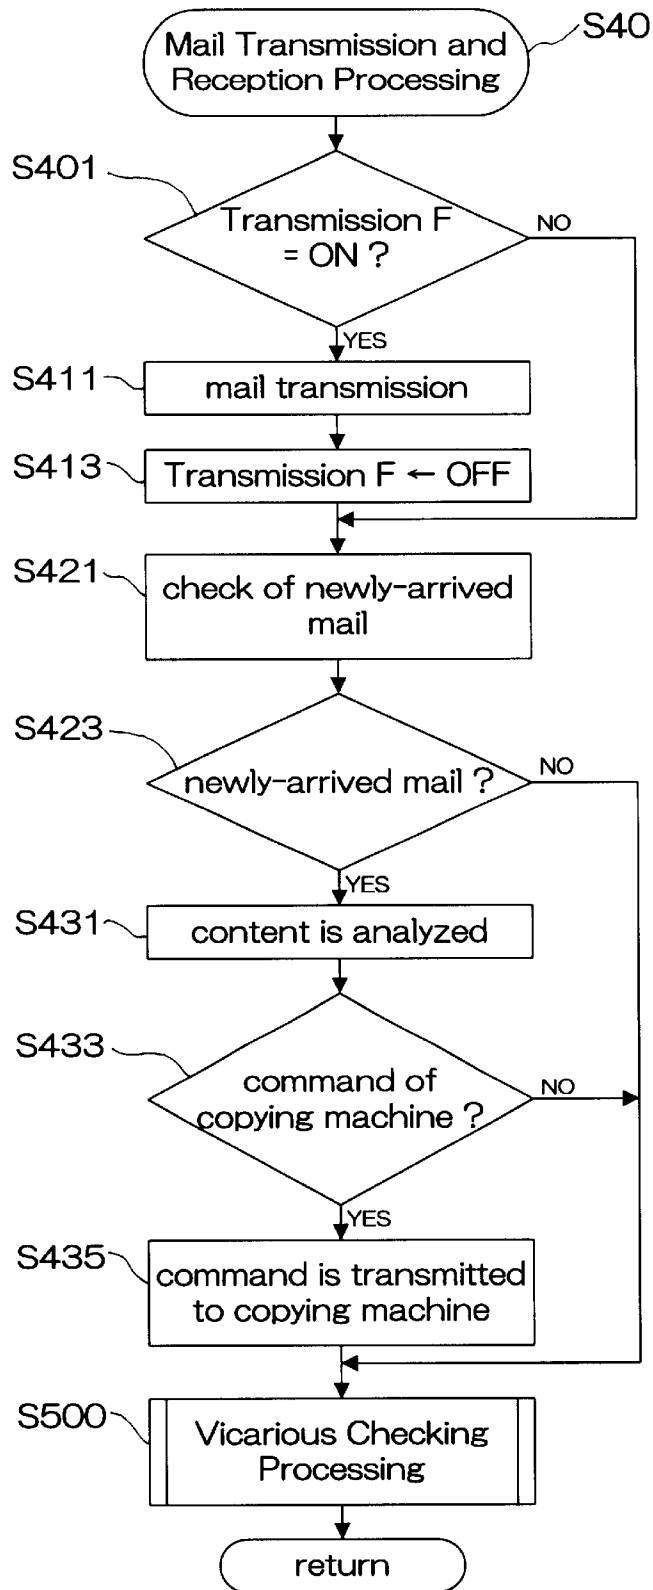 S40
Mail Transmission and
Reception Processing
S401
Transmission F
= ON ?
NO
YES
S411
mail transmission
S413
Transmission F ← OFF
S421
check of newly-arrived
mail
S423
newly-arrived mail ?
NO
YES
S431
content is analyzed
S433
command of
copying machine ?
NO
YES
S435
command is transmitted
to copying machine
S500
Vicarious Checking
Processing
return